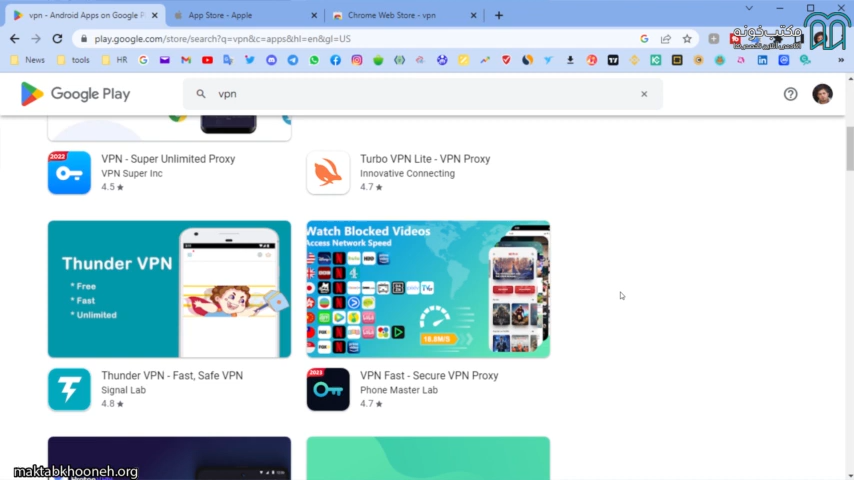 vpn - Android Apps on Google P
App Store - Apple
Chrome Web Store - vpn
play.google.com/store/search?q=vpn&c=apps&hl=en&gl=US
مکتب‌خونه
News
tools
HR
Google Play
vpn
2022
VPN - Super Unlimited Proxy
VPN Super Inc
4.5 ★
Turbo VPN Lite - VPN Proxy
Innovative Connecting
4.7 ★
Thunder VPN
* Free
* Fast
* Unlimited
Watch Blocked Videos
Access Network Speed
Thunder VPN - Fast, Safe VPN
Signal Lab
4.8 ★
2023
VPN Fast - Secure VPN Proxy
Phone Master Lab
4.7 ★
maktabkhooneh.org